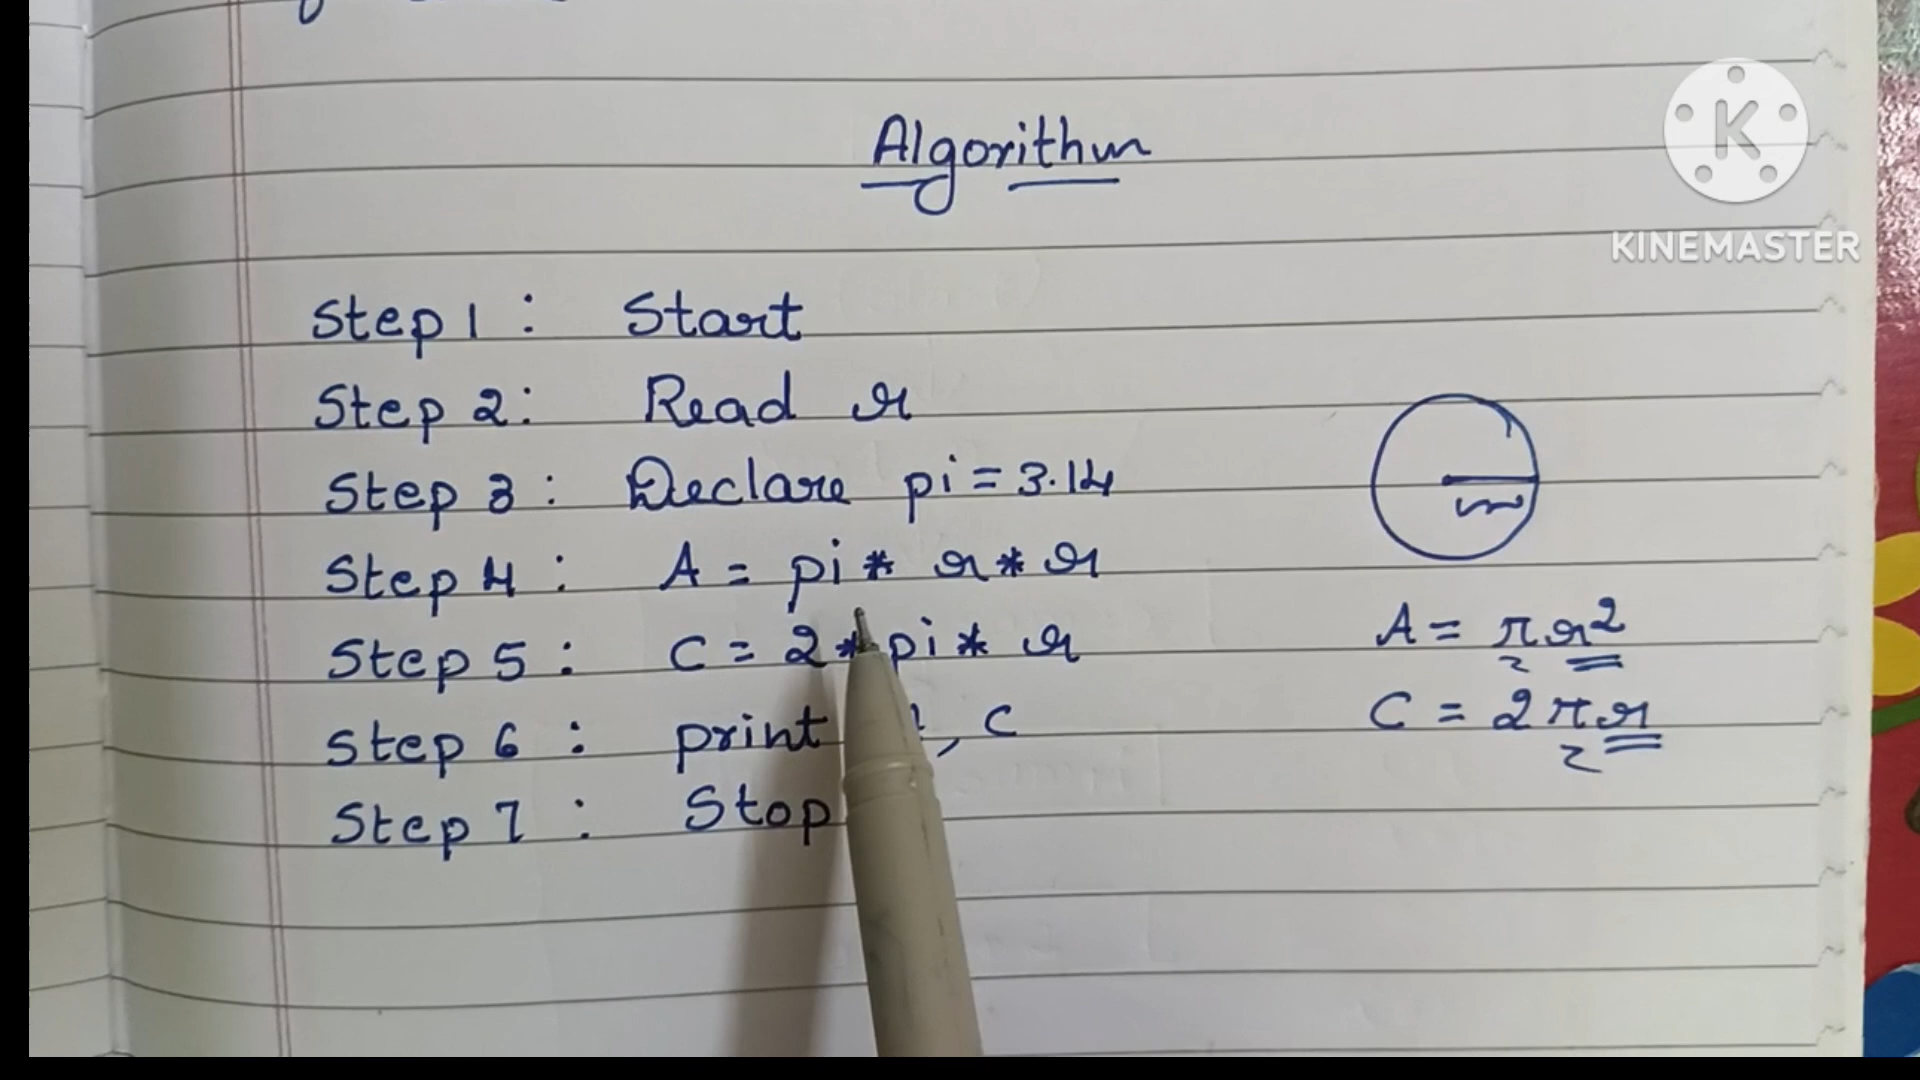 Algorithm
K
KINEMASTER
Step 1 : Start
Step 2 : Read r
Step 3 : Declare pi = 3.14
Step 4 : A = pi * r * r
Step 5 : C = 2 * pi * r
Step 6 : print , C
Step 7 : Stop
r
A = πr²
C = 2πr